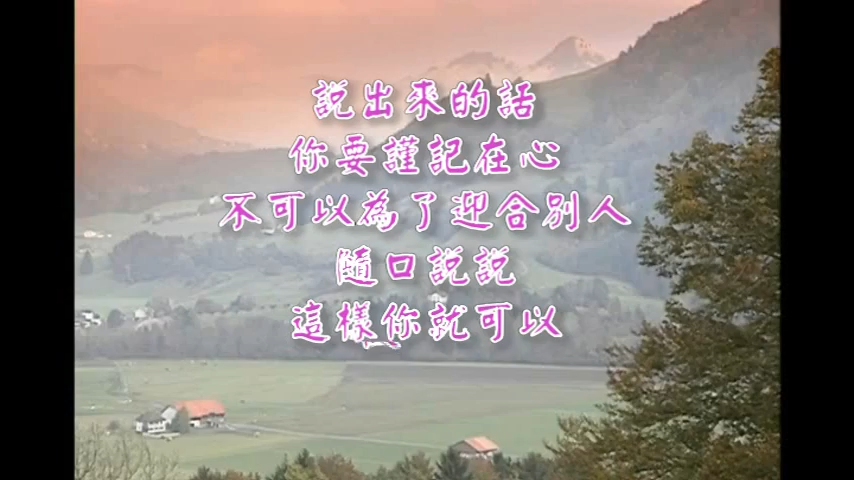 說出來的話
你要謹記在心
不可以為了迎合別人
隨口說說
這樣你就可以